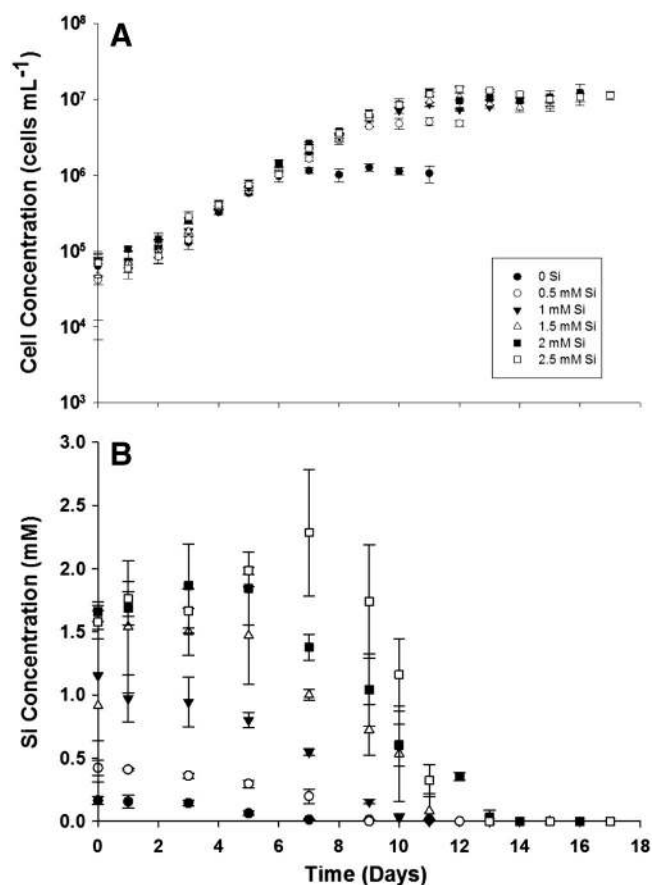 A
Cell Concentration (cells mL⁻¹)
10⁸
10⁷
10⁶
10⁵
10⁴
10³
0 Si
0.5 mM Si
1 mM Si
1.5 mM Si
2 mM Si
2.5 mM Si
B
Si Concentration (mM)
3.0
2.5
2.0
1.5
1.0
0.5
0.0
0 2 4 6 8 10 12 14 16 18
Time (Days)